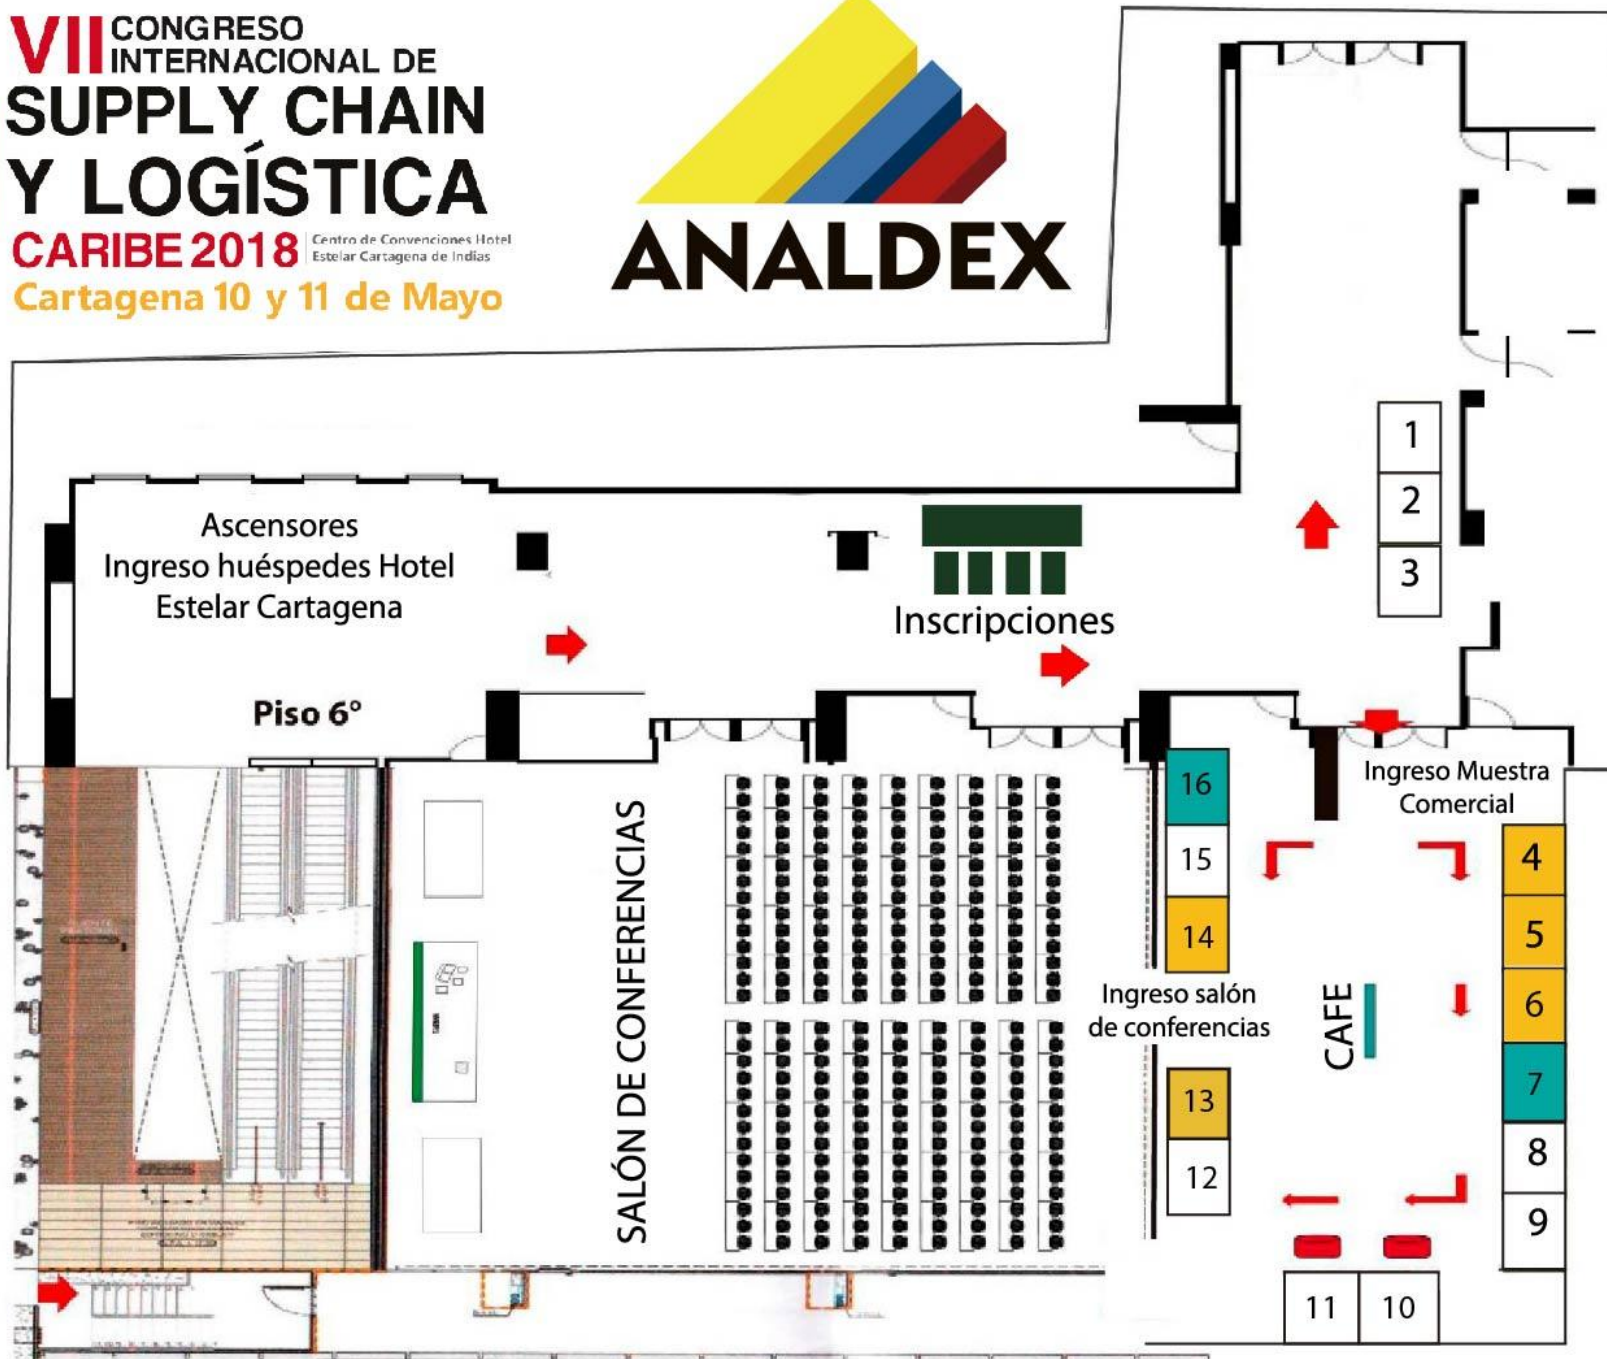 VII CONGRESO
INTERNACIONAL DE
SUPPLY CHAIN
Y LOGÍSTICA
CARIBE 2018 Centro de Convenciones Hotel
Estelar Cartagena de Indias
Cartagena 10 y 11 de Mayo
ANALDEX
Ascensores
Ingreso huéspedes Hotel
Estelar Cartagena
Piso 6°
Inscripciones
1
2
3
Ingreso Muestra
Comercial
SALÓN DE CONFERENCIAS
16
15
14
Ingreso salón
de conferencias
13
12
CAFE
4
5
6
7
8
9
11
10